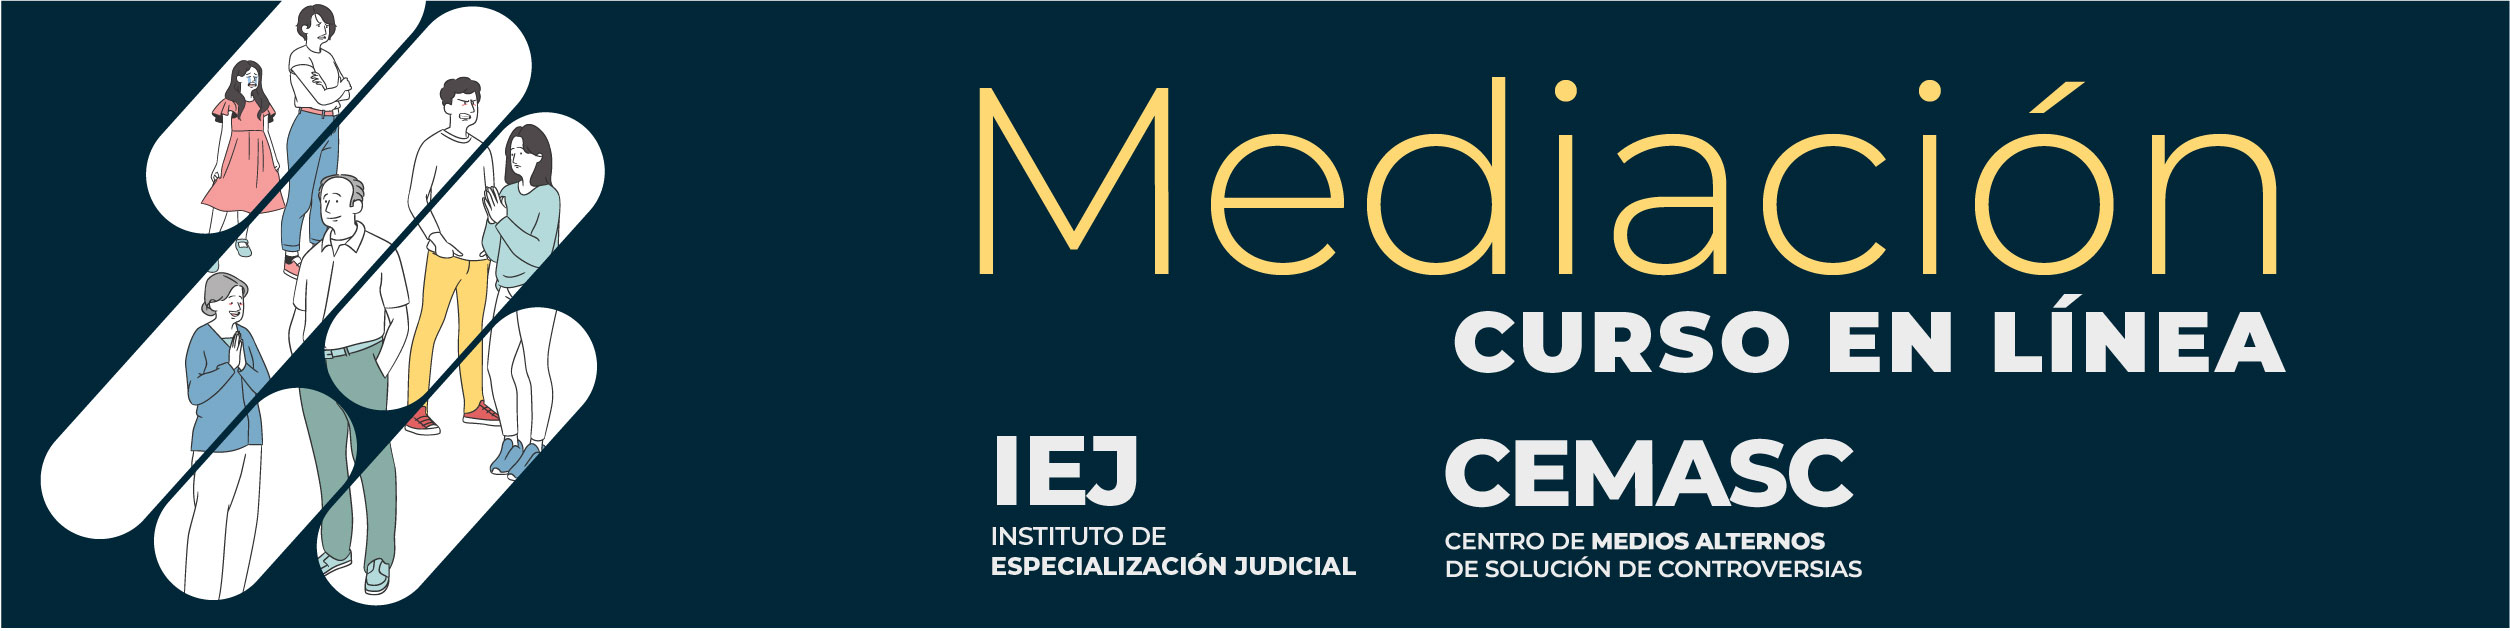 Mediación
CURSO EN LÍNEA
IEJ
INSTITUTO DE
ESPECIALIZACIÓN JUDICIAL
CEMASC
CENTRO DE MEDIOS ALTERNOS
DE SOLUCIÓN DE CONTROVERSIAS